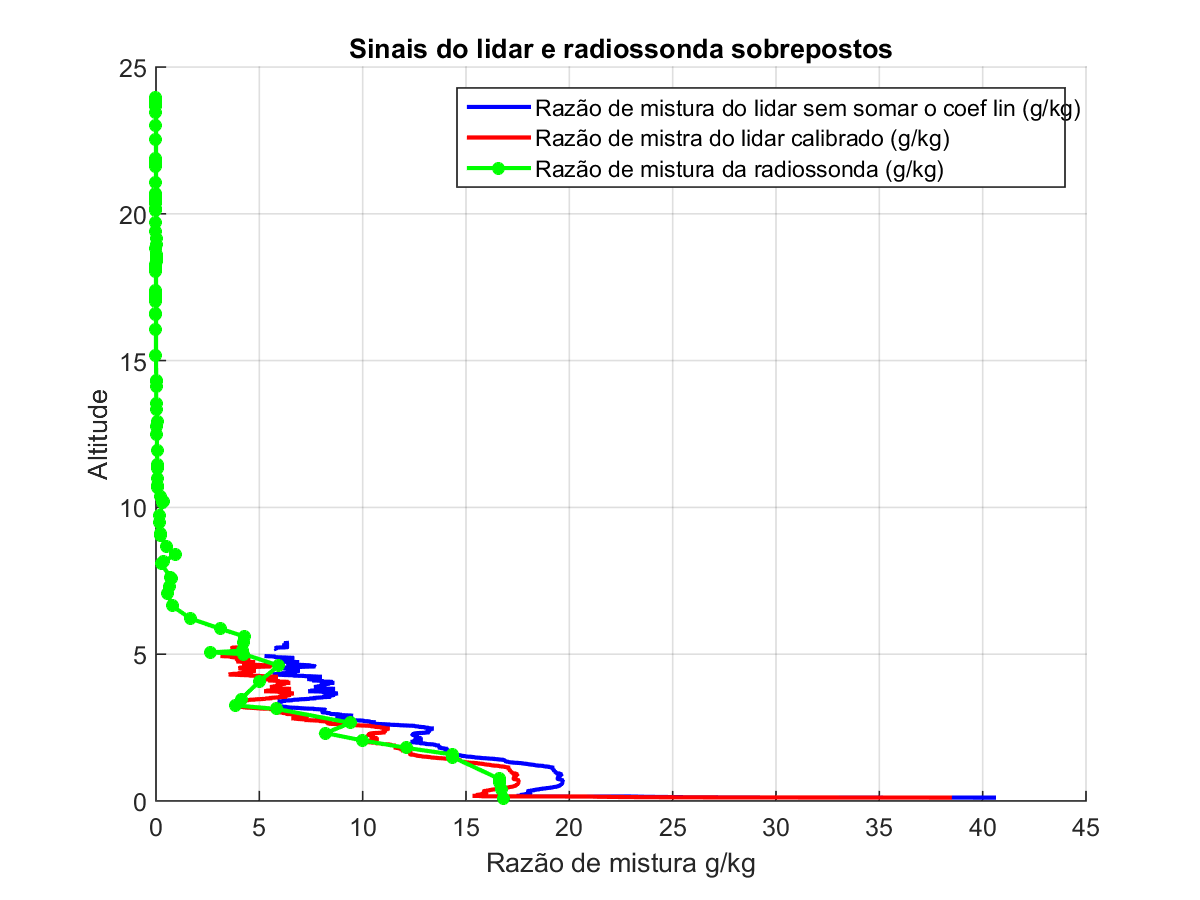 Sinais do lidar e radiossonda sobrepostos
25
20
15
10
5
0
Altitude
Razão de mistura do lidar sem somar o coef lin (g/kg)
Razão de mistra do lidar calibrado (g/kg)
Razão de mistura da radiossonda (g/kg)
0 5 10 15 20 25 30 35 40 45
Razão de mistura g/kg